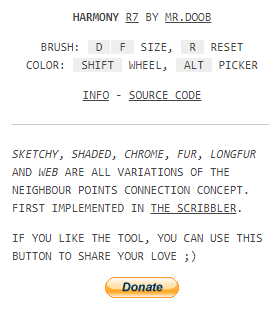 HARMONY R7 BY MR.DOOB
BRUSH: D F SIZE, R RESET
COLOR: SHIFT WHEEL, ALT PICKER
INFO - SOURCE CODE
SKETCHY, SHADED, CHROME, FUR, LONGFUR
AND WEB ARE ALL VARIATIONS OF THE
NEIGHBOUR POINTS CONNECTION CONCEPT.
FIRST IMPLEMENTED IN THE SCRIBBLER.
IF YOU LIKE THE TOOL, YOU CAN USE THIS
BUTTON TO SHARE YOUR LOVE ;)
Donate